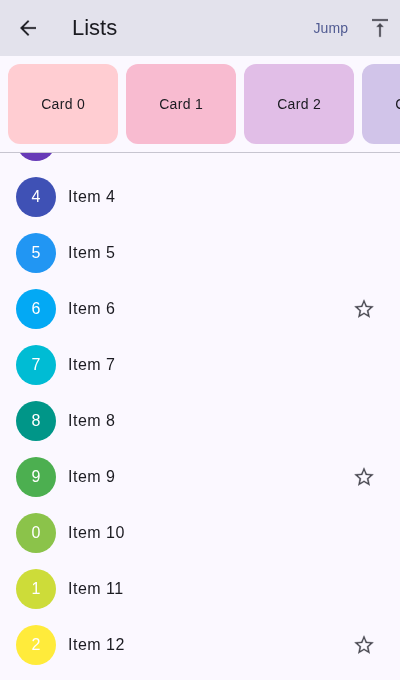 Lists
Jump
Card 0
Card 1
Card 2
4
Item 4
5
Item 5
6
Item 6
7
Item 7
8
Item 8
9
Item 9
0
Item 10
1
Item 11
2
Item 12